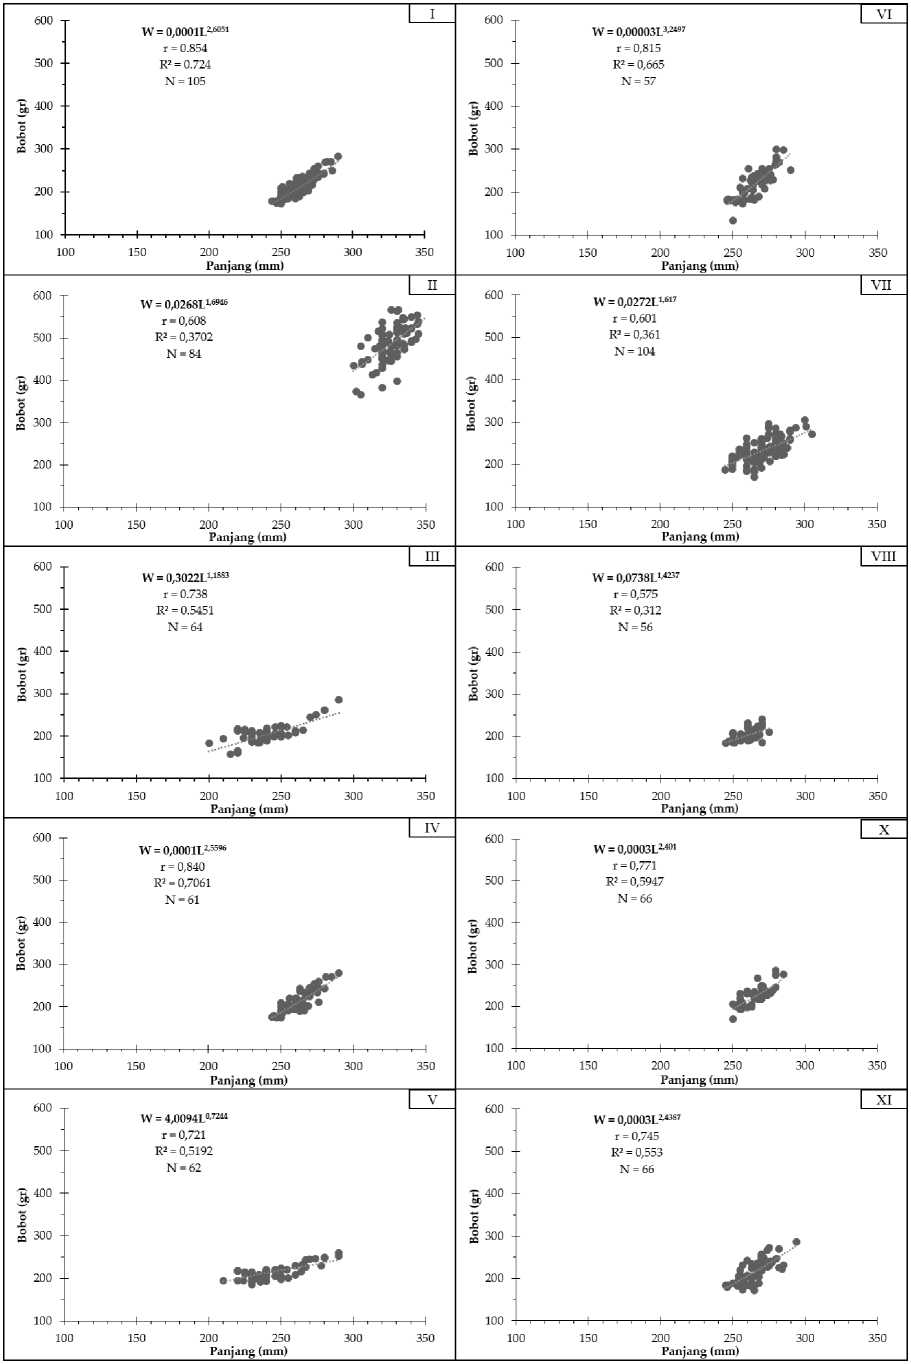 I
W = 0,0001L^2,6051
r = 0.854
R² = 0.724
N = 105
Bobot (gr)
600
500
400
300
200
100
100 150 200 250 300 350
Panjang (mm)
II
W = 0,0268L^1,6946
r = 0,608
R² = 0,3702
N = 84
Bobot (gr)
600
500
400
300
200
100
100 150 200 250 300 350
Panjang (mm)
III
W = 0,3022L^1,1883
r = 0.738
R² = 0.5451
N = 64
Bobot (gr)
600
500
400
300
200
100
100 150 200 250 300 350
Panjang (mm)
IV
W = 0,0001L^2,5596
r = 0,840
R² = 0,7061
N = 61
Bobot (gr)
600
500
400
300
200
100
100 150 200 250 300 350
Panjang (mm)
V
W = 4,0094L^0,7244
r = 0,721
R² = 0,5192
N = 62
Bobot (gr)
600
500
400
300
200
100
100 150 200 250 300 350
Panjang (mm)
VI
W = 0,00003L^3,2497
r = 0,815
R² = 0,665
N = 57
Bobot (gr)
600
500
400
300
200
100
100 150 200 250 300 350
Panjang (mm)
VII
W = 0,0272L^1,617
r = 0,601
R² = 0,361
N = 104
Bobot (gr)
600
500
400
300
200
100
100 150 200 250 300 350
Panjang (mm)
VIII
W = 0,0738L^1,4237
r = 0,575
R² = 0,312
N = 56
Bobot (gr)
600
500
400
300
200
100
100 150 200 250 300 350
Panjang (mm)
X
W = 0,0003L^2,401
r = 0,771
R² = 0,5947
N = 66
Bobot (gr)
600
500
400
300
200
100
100 150 200 250 300 350
Panjang (mm)
XI
W = 0,0003L^2,4387
r = 0,745
R² = 0,553
N = 66
Bobot (gr)
600
500
400
300
200
100
100 150 200 250 300 350
Panjang (mm)